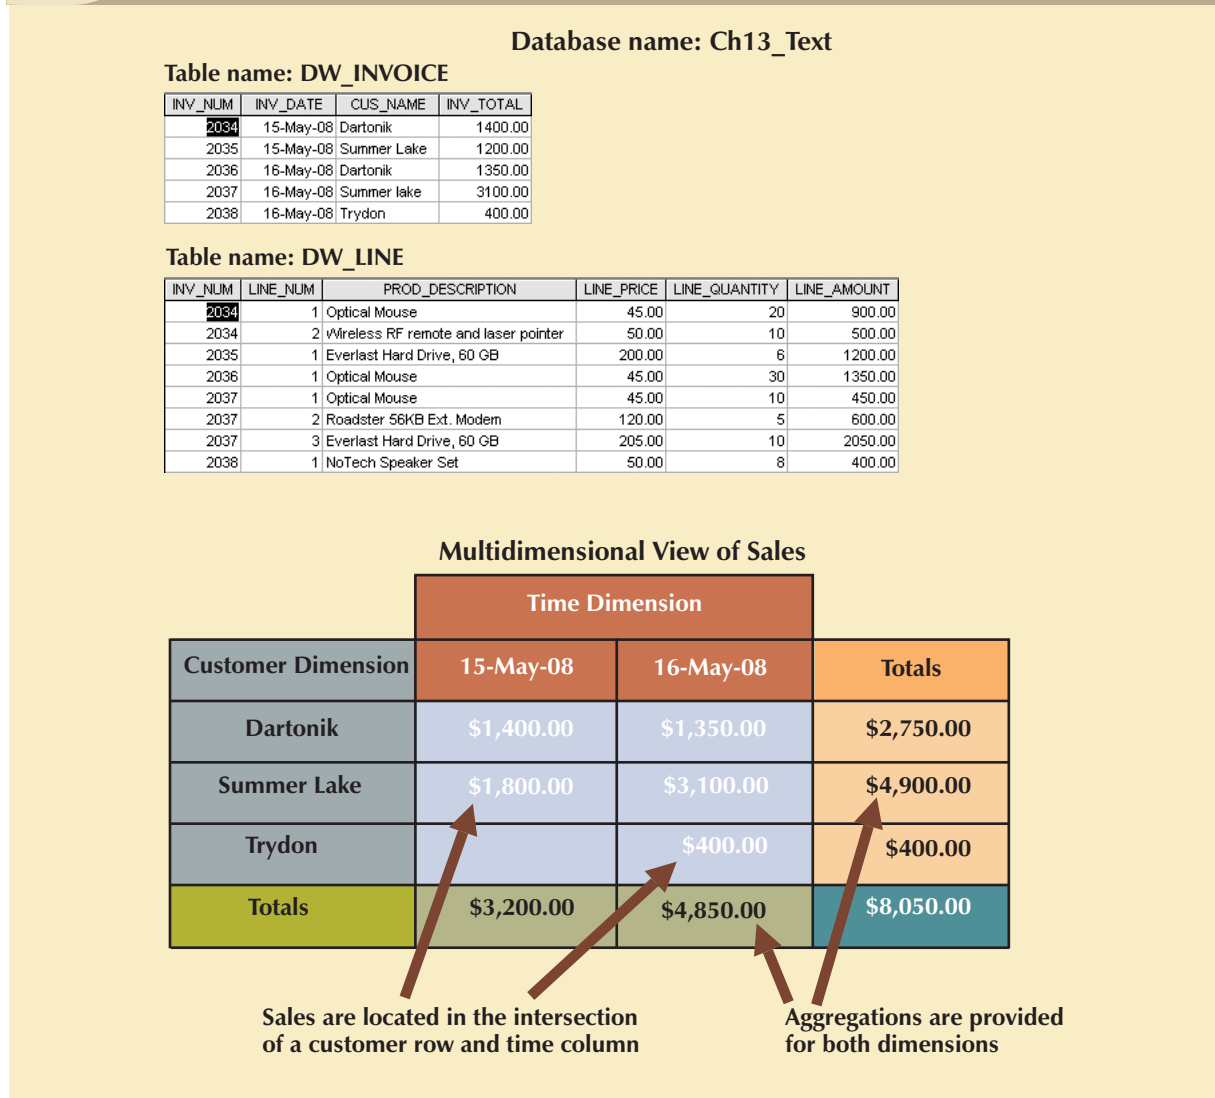 Database name: Ch13_Text
Table name: DW_INVOICE
INV_NUM INV_DATE CUS_NAME INV_TOTAL
2034 15-May-08 Dartonik 1400.00
2035 15-May-08 Summer Lake 1200.00
2036 16-May-08 Dartonik 1350.00
2037 16-May-08 Summer lake 3100.00
2038 16-May-08 Trydon 400.00
Table name: DW_LINE
INV_NUM LINE_NUM PROD_DESCRIPTION LINE_PRICE LINE_QUANTITY LINE_AMOUNT
2034 1 Optical Mouse 45.00 20 900.00
2034 2 Wireless RF remote and laser pointer 50.00 10 500.00
2035 1 Everlast Hard Drive, 60 GB 200.00 6 1200.00
2036 1 Optical Mouse 45.00 30 1350.00
2037 1 Optical Mouse 45.00 10 450.00
2037 2 Roadster 56KB Ext. Modem 120.00 5 600.00
2037 3 Everlast Hard Drive, 60 GB 205.00 10 2050.00
2038 1 NoTech Speaker Set 50.00 8 400.00
Multidimensional View of Sales
Time Dimension
Customer Dimension 15-May-08 16-May-08 Totals
Dartonik $1,400.00 $1,350.00 $2,750.00
Summer Lake $1,800.00 $3,100.00 $4,900.00
Trydon $400.00 $400.00
Totals $3,200.00 $4,850.00 $8,050.00
Sales are located in the intersection
of a customer row and time column
Aggregations are provided
for both dimensions